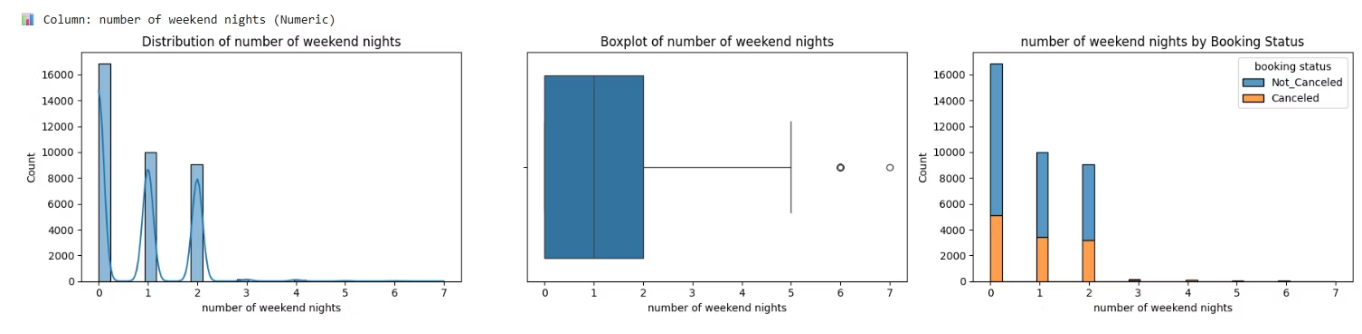 📊 Column: number of weekend nights (Numeric)
Distribution of number of weekend nights
16000
14000
12000
10000
8000
6000
4000
2000
0
Count
0 1 2 3 4 5 6 7
number of weekend nights
Boxplot of number of weekend nights
0 1 2 3 4 5 6 7
number of weekend nights
number of weekend nights by Booking Status
booking status
Not_Canceled
Canceled
16000
14000
12000
10000
8000
6000
4000
2000
0
Count
0 1 2 3 4 5 6 7
number of weekend nights